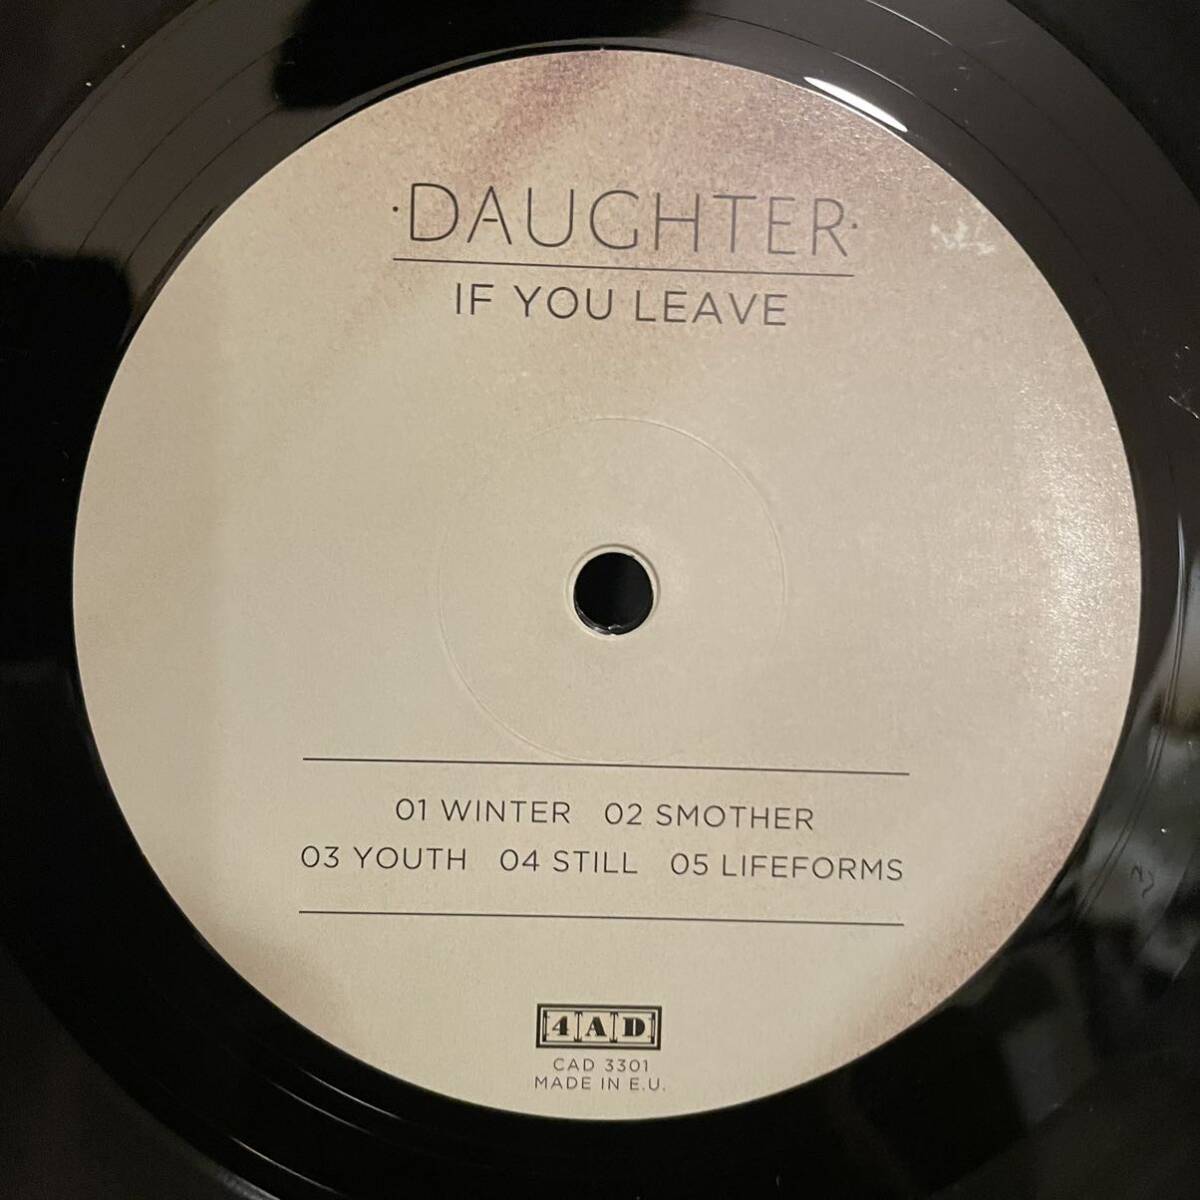 ·DAUGHTER·
IF YOU LEAVE
01 WINTER 02 SMOTHER
03 YOUTH 04 STILL 05 LIFEFORMS
4AD
CAD 3301
MADE IN E.U.